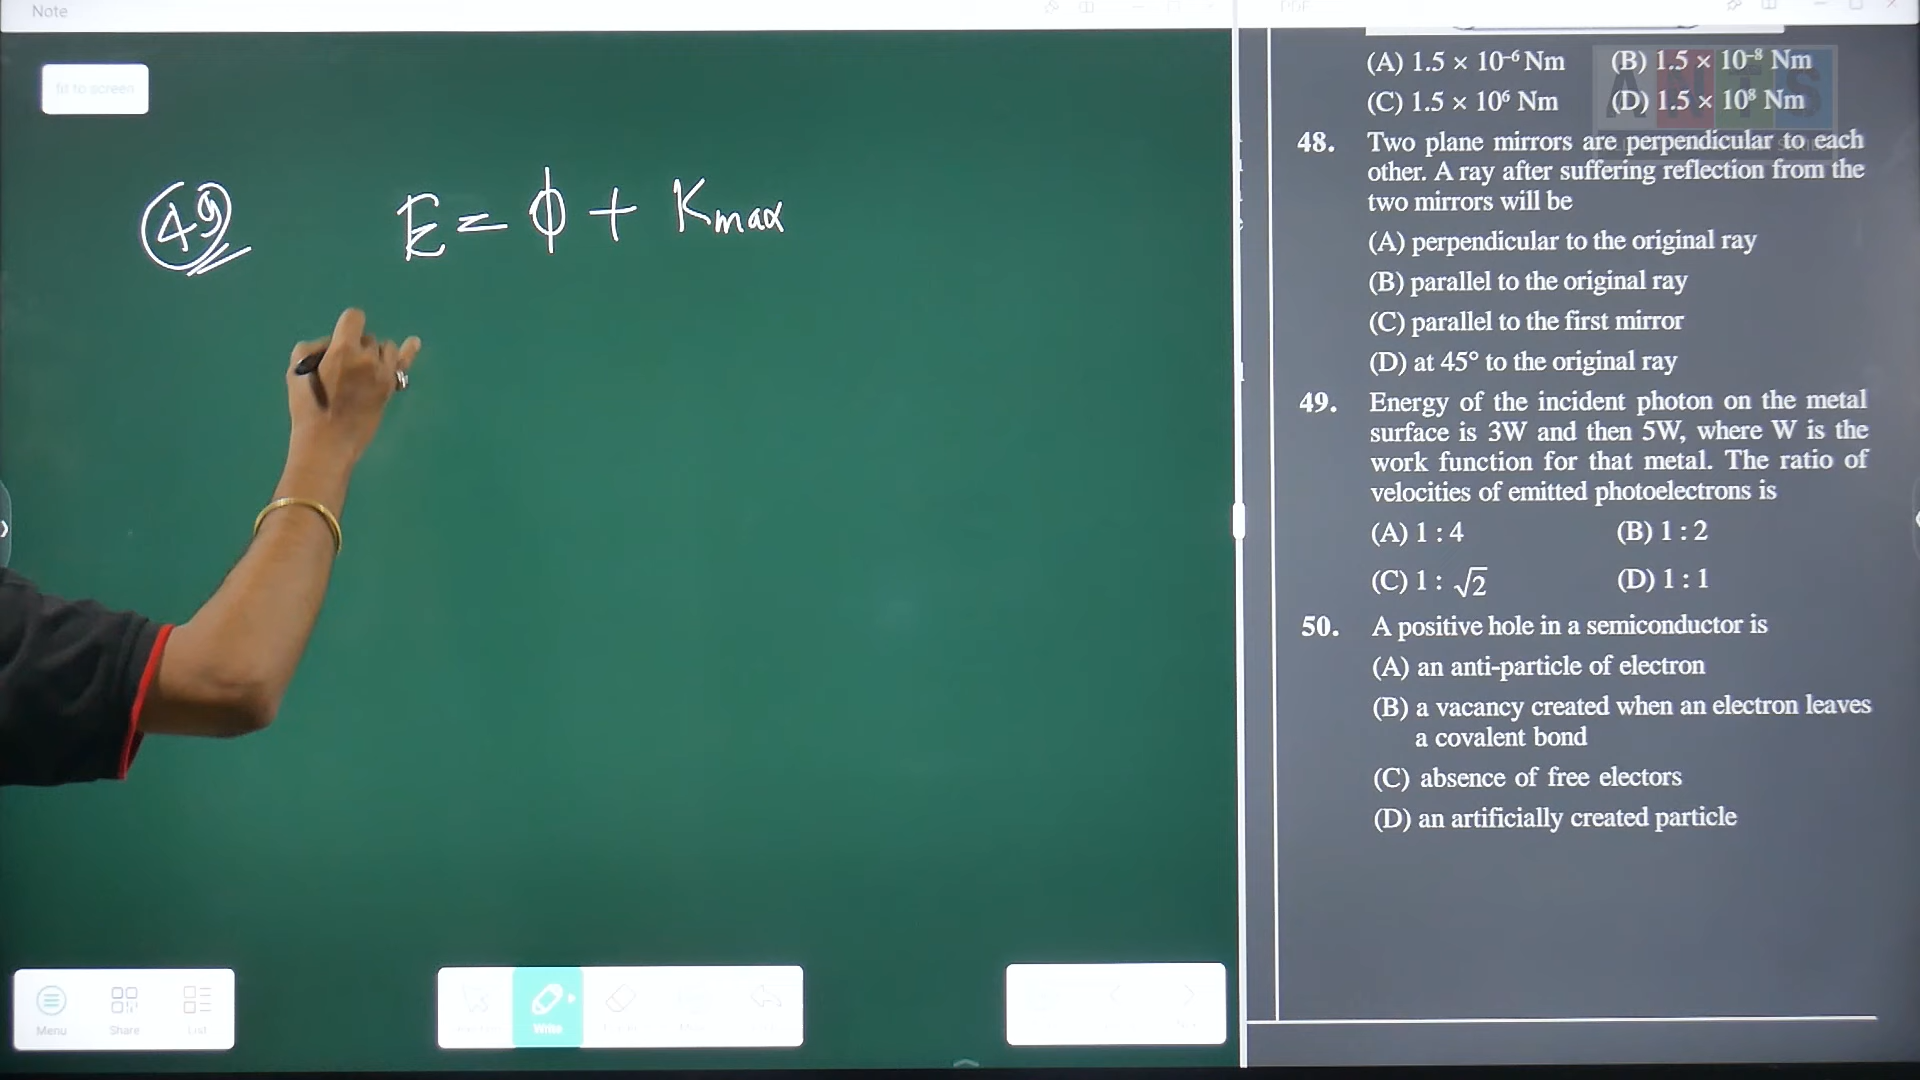 Note
PDF
fit to screen
49 E = ϕ + Kmax
(A) 1.5 × 10⁻⁶ Nm (B) 1.5 × 10⁻⁸ Nm
(C) 1.5 × 10⁶ Nm (D) 1.5 × 10⁸ Nm
48. Two plane mirrors are perpendicular to each
other. A ray after suffering reflection from the
two mirrors will be
(A) perpendicular to the original ray
(B) parallel to the original ray
(C) parallel to the first mirror
(D) at 45° to the original ray
49. Energy of the incident photon on the metal
surface is 3W and then 5W, where W is the
work function for that metal. The ratio of
velocities of emitted photoelectrons is
(A) 1 : 4 (B) 1 : 2
(C) 1 : √2 (D) 1 : 1
50. A positive hole in a semiconductor is
(A) an anti-particle of electron
(B) a vacancy created when an electron leaves
a covalent bond
(C) absence of free electors
(D) an artificially created particle
ANTS
Menu Share List Write